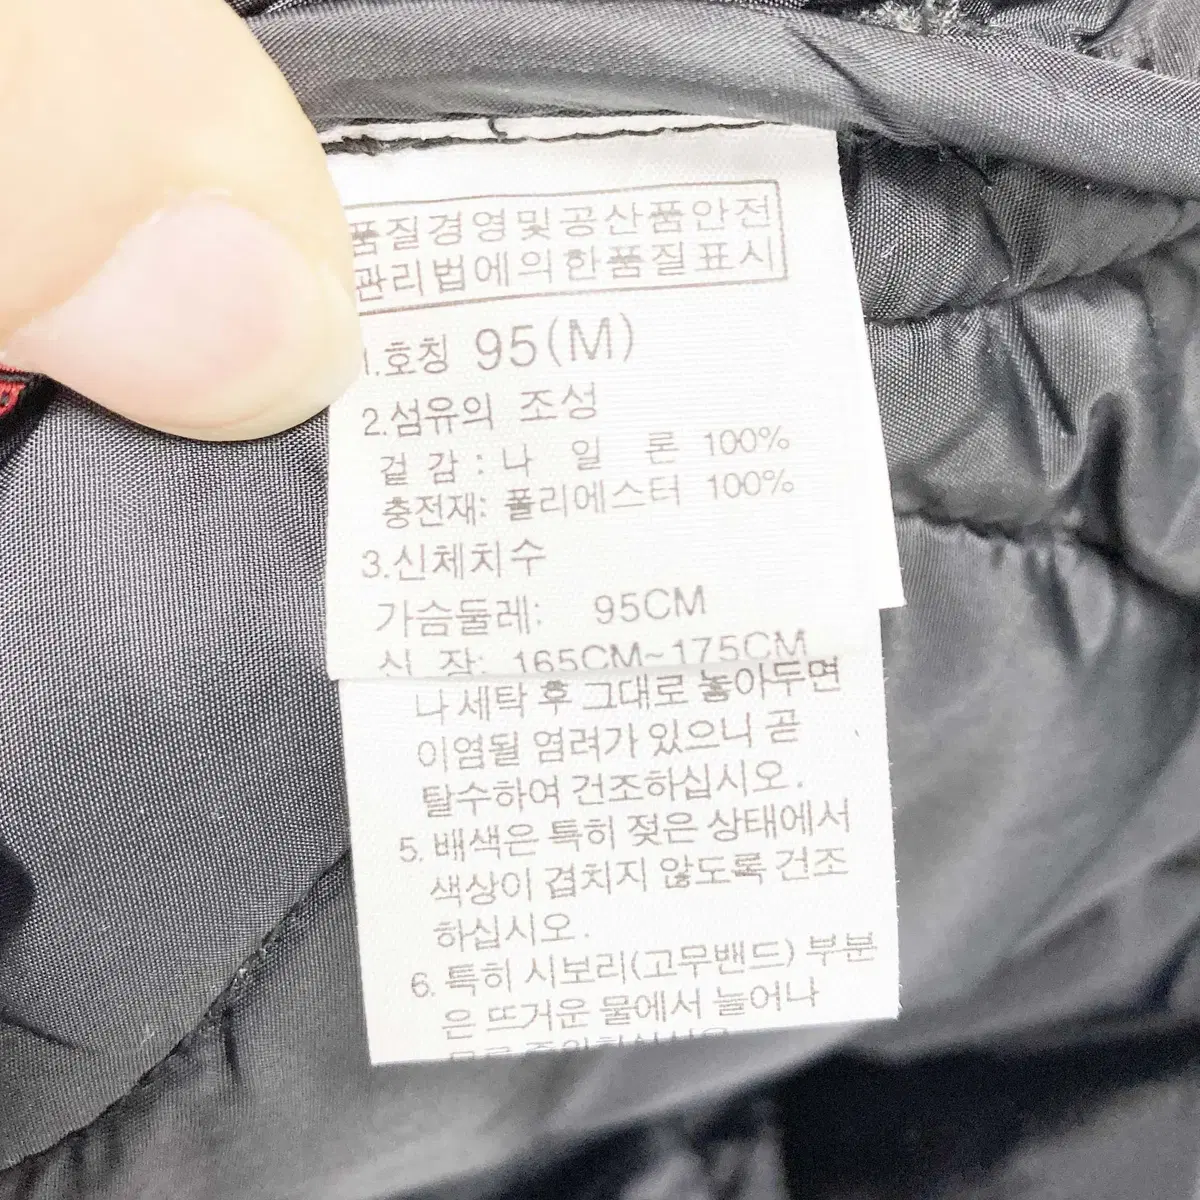 품질경영및공산품안전
관리법에의한품질표시
1.호칭 95(M)
2.섬유의 조성
겉 감 : 나 일 론 100%
충전재: 폴리에스터 100%
3.신체치수
가슴둘레: 95CM
신 장: 165CM~175CM
나 세탁 후 그대로 놓아두면
이염될 염려가 있으니 곧
탈수하여 건조하십시오.
5. 배색은 특히 젖은 상태에서
색상이 겹치지 않도록 건조
하십시오.
6. 특히 시보리(고무밴드) 부분
은 뜨거운 물에서 늘어나